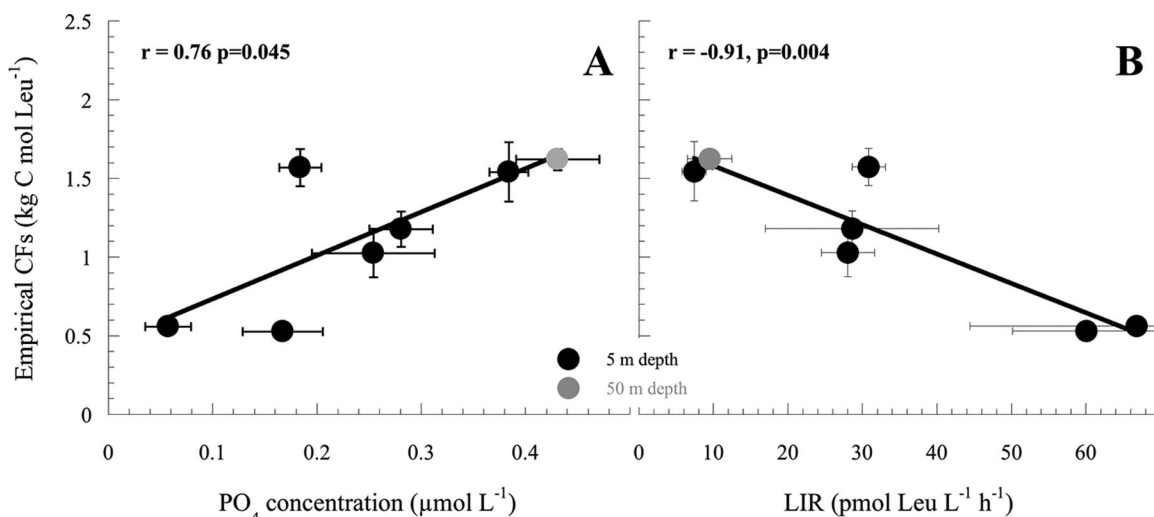 2.5
r = 0.76 p=0.045
A
r = -0.91, p=0.004
B
2
1.5
1
0.5
0
Empirical CFs (kg C mol Leu⁻¹)
5 m depth
50 m depth
0 0.1 0.2 0.3 0.4
10 20 30 40 50 60
PO₄ concentration (µmol L⁻¹)
LIR (pmol Leu L⁻¹ h⁻¹)